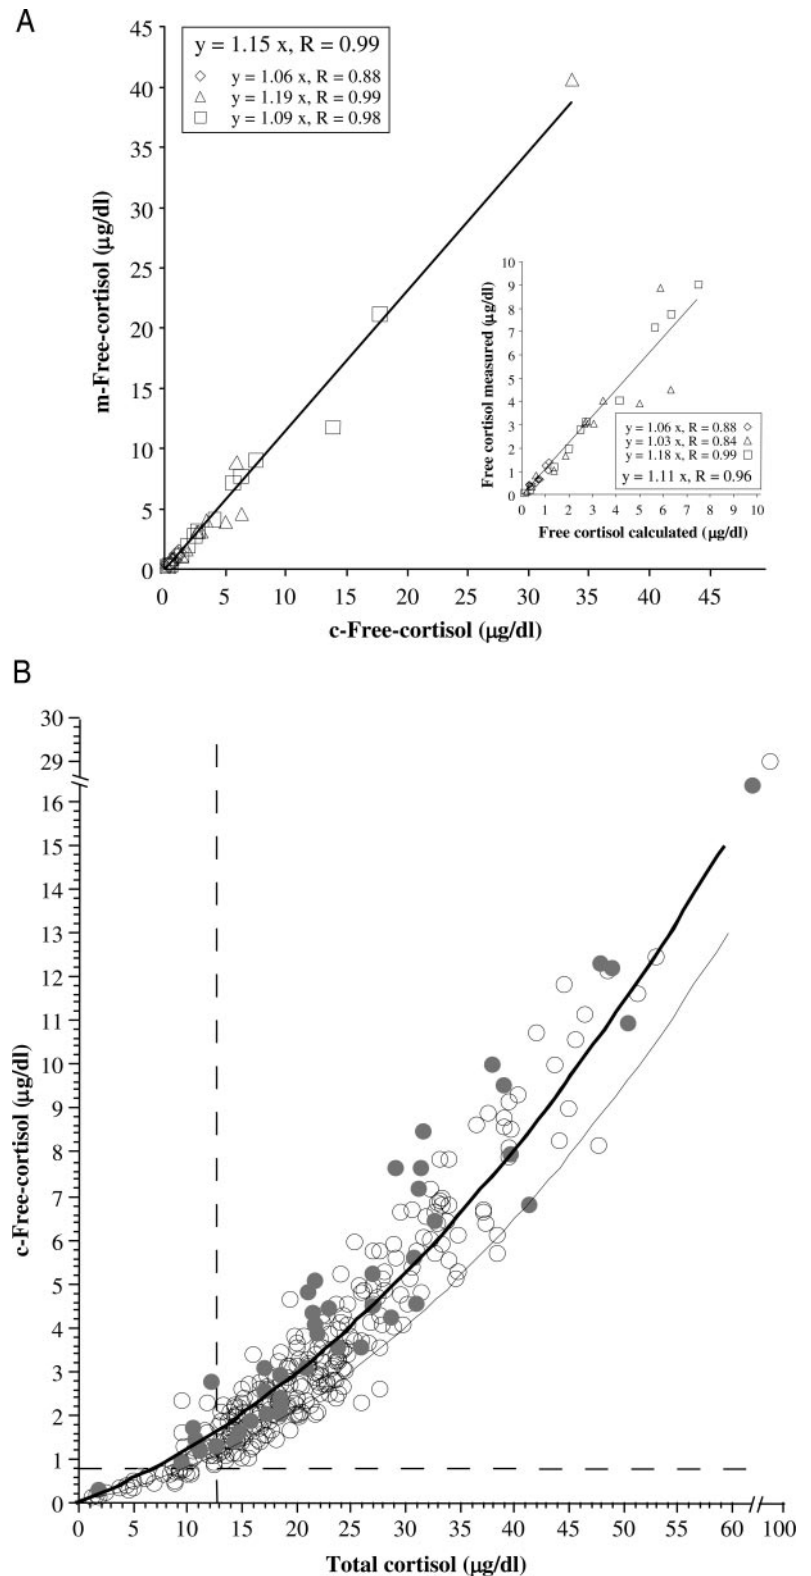 A
y = 1.15 x, R = 0.99
◇ y = 1.06 x, R = 0.88
△ y = 1.19 x, R = 0.99
□ y = 1.09 x, R = 0.98
45
40
35
30
25
20
15
10
5
0
m-Free-cortisol (µg/dl)
0 5 10 15 20 25 30 35 40 45
c-Free-cortisol (µg/dl)
10
9
8
7
6
5
4
3
2
1
0
Free cortisol measured (µg/dl)
y = 1.06 x, R = 0.88 ◇
y = 1.03 x, R = 0.84 △
y = 1.18 x, R = 0.99 □
y = 1.11 x, R = 0.96
0 1 2 3 4 5 6 7 8 9 10
Free cortisol calculated (µg/dl)
B
30
29
16
15
14
13
12
11
10
9
8
7
6
5
4
3
2
1
0
c-Free-cortisol (µg/dl)
0 5 10 15 20 25 30 35 40 45 50 55 60 100
Total cortisol (µg/dl)